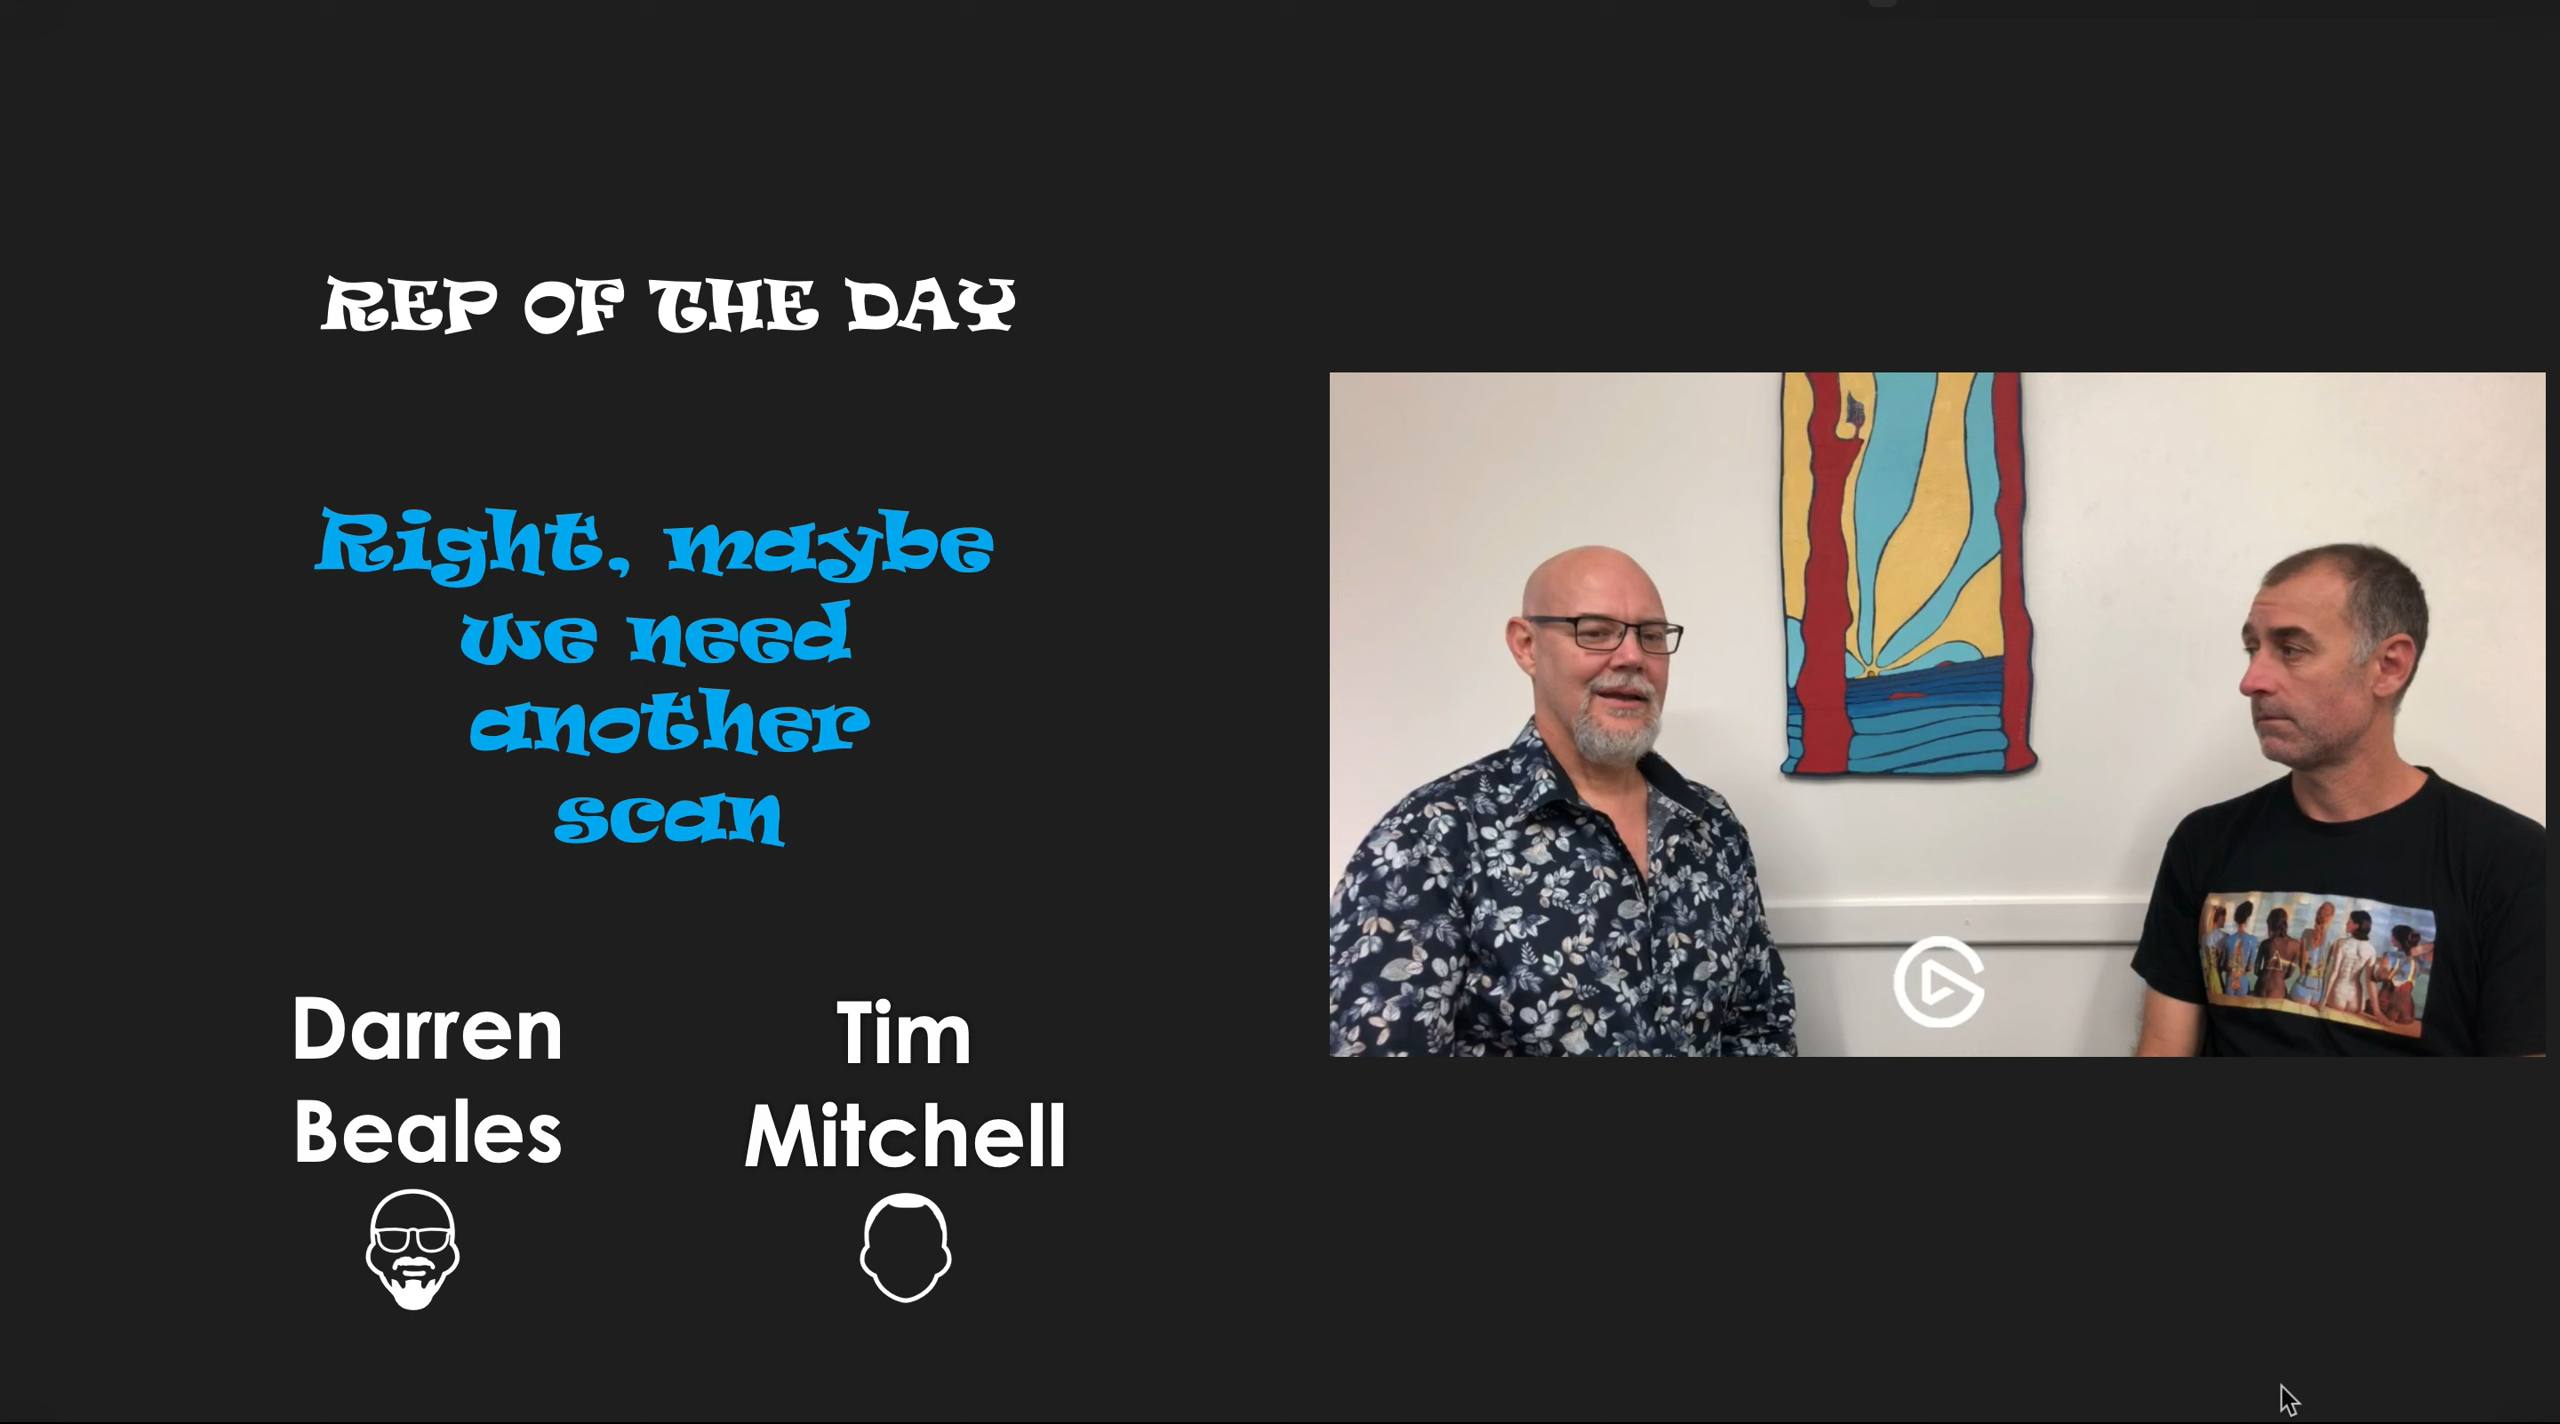 REP OF THE DAY
Right, maybe
we need
another
scan
Darren
Beales
Tim
Mitchell